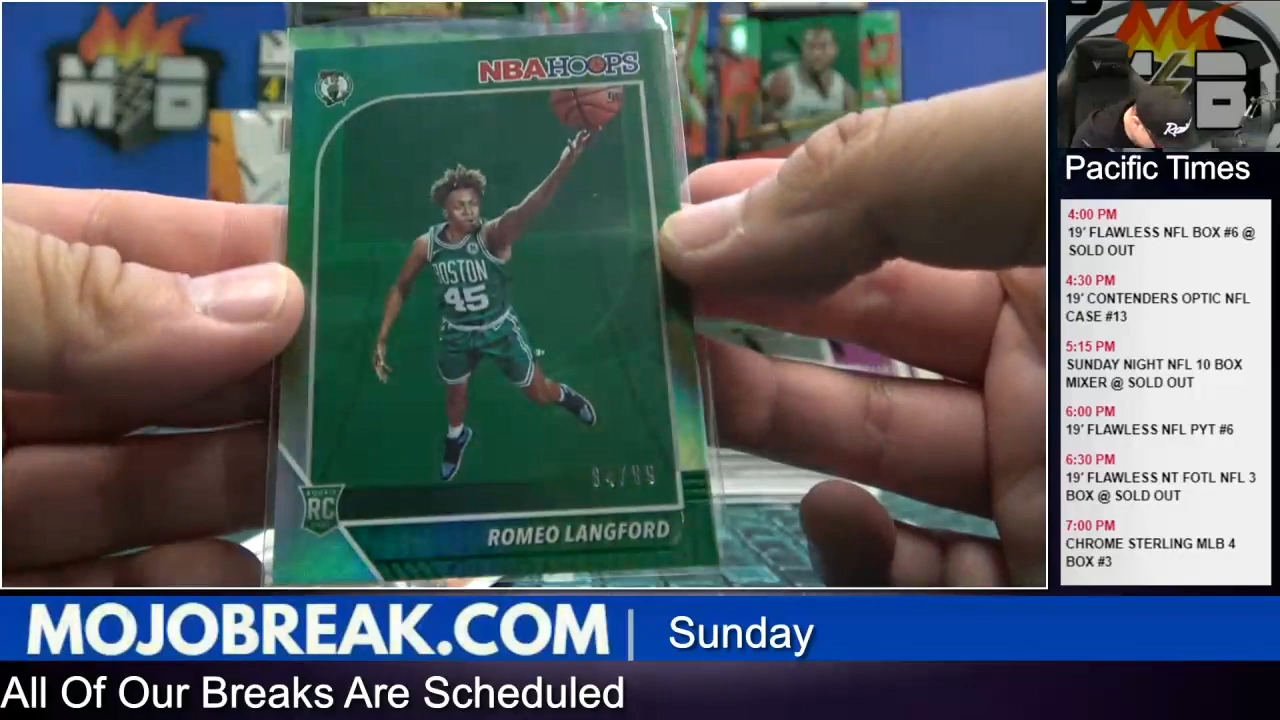 NBA HOOPS
BOSTON
45
94/99
ROOKIE
RC
ROMEO LANGFORD
M B
B
Pacific Times
4:00 PM
19' FLAWLESS NFL BOX #6 @
SOLD OUT
4:30 PM
19' CONTENDERS OPTIC NFL
CASE #13
5:15 PM
SUNDAY NIGHT NFL 10 BOX
MIXER @ SOLD OUT
6:00 PM
19' FLAWLESS NFL PYT #6
6:30 PM
19' FLAWLESS NT FOTL NFL 3
BOX @ SOLD OUT
7:00 PM
CHROME STERLING MLB 4
BOX #3
MOJOBREAK.COM | Sunday
All Of Our Breaks Are Scheduled